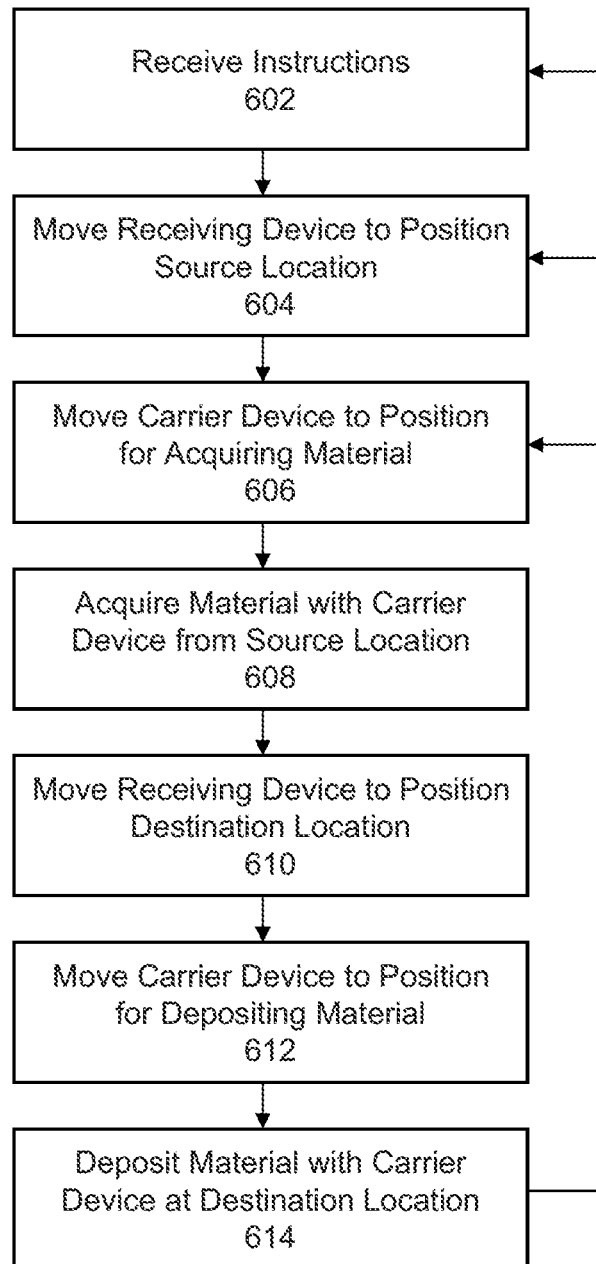 Receive Instructions
602
Move Receiving Device to Position
Source Location
604
Move Carrier Device to Position
for Acquiring Material
606
Acquire Material with Carrier
Device from Source Location
608
Move Receiving Device to Position
Destination Location
610
Move Carrier Device to Position
for Depositing Material
612
Deposit Material with Carrier
Device at Destination Location
614